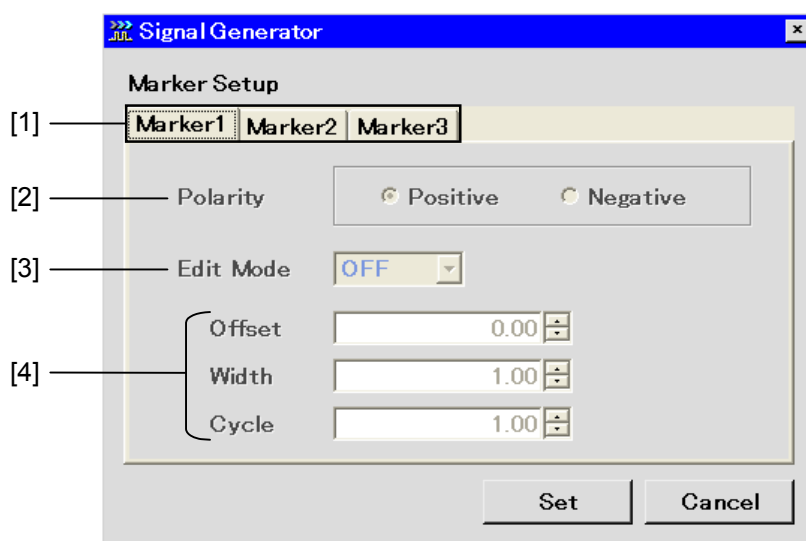 Signal Generator
Marker Setup
[1] Marker1 Marker2 Marker3
[2] Polarity Positive Negative
[3] Edit Mode OFF
Offset 0.00
[4] Width 1.00
Cycle 1.00
Set Cancel